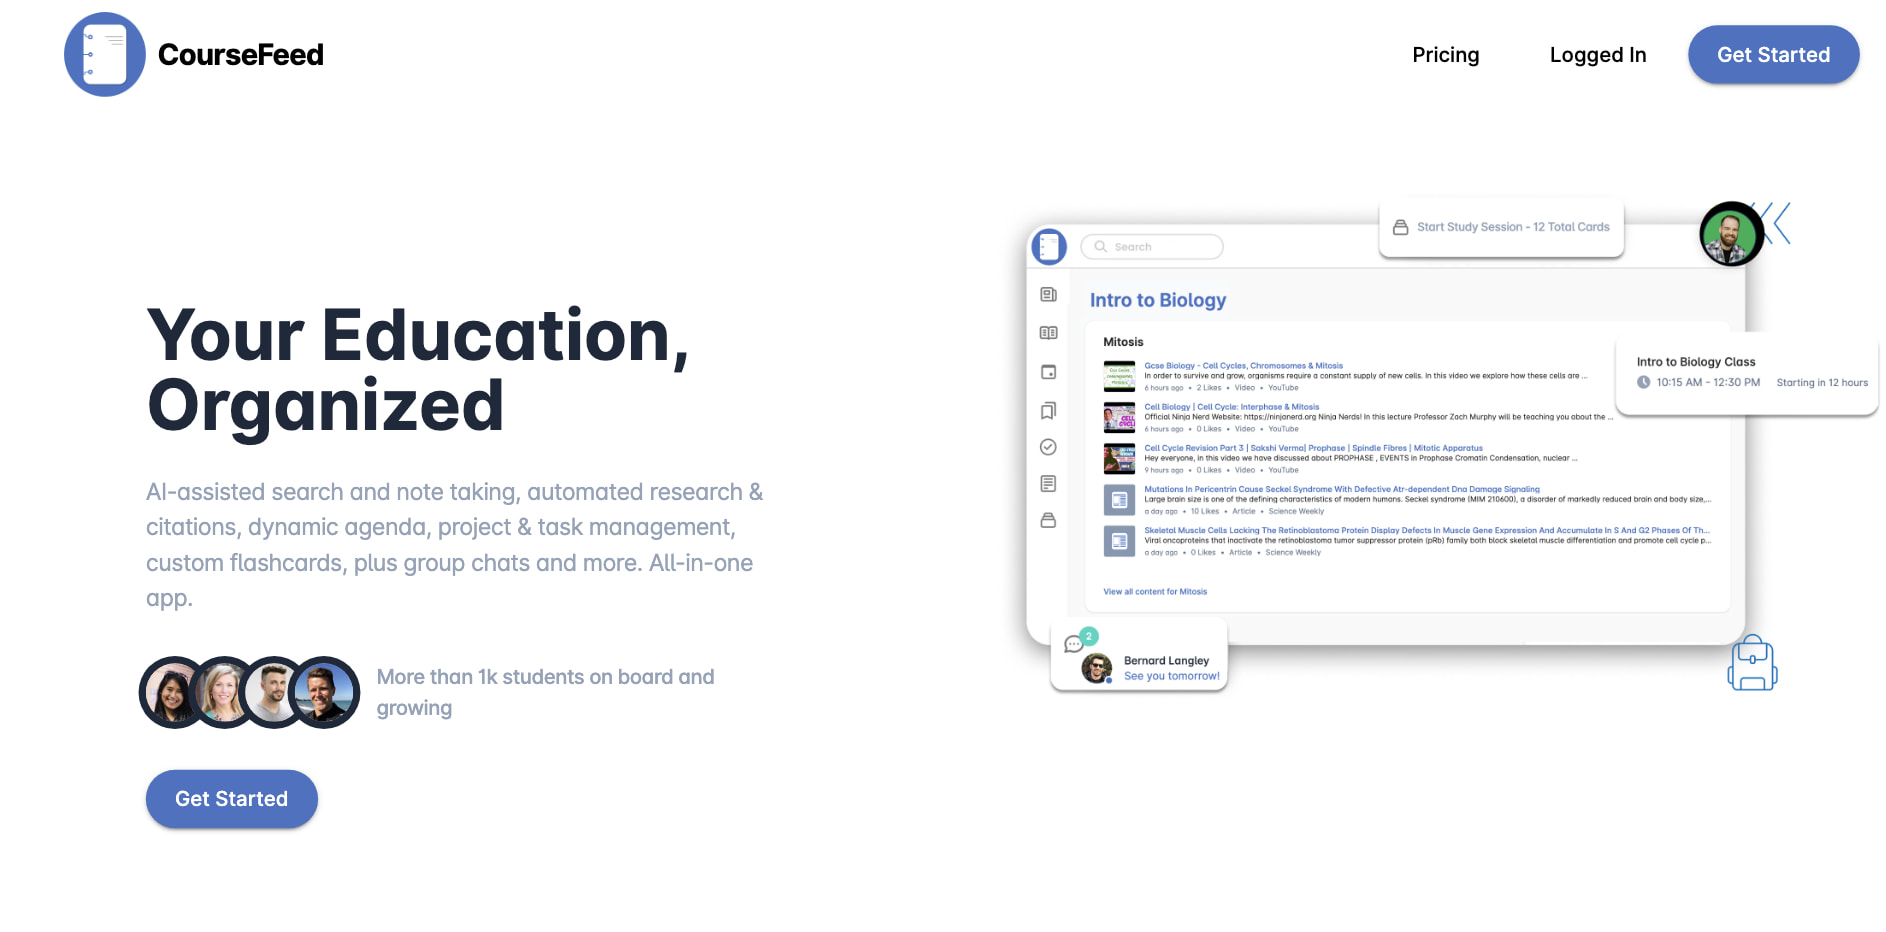 CourseFeed
Pricing
Logged In
Get Started
Your Education,
Organized
AI-assisted search and note taking, automated research &
citations, dynamic agenda, project & task management,
custom flashcards, plus group chats and more. All-in-one
app.
More than 1k students on board and
growing
Get Started
Search
Start Study Session - 12 Total Cards
Intro to Biology
Mitosis
Gcse Biology - Cell Cycles, Chromosomes & Mitosis
In order to survive and grow, organisms require a constant supply of new cells. In this video we explore how these cells are ...
6 hours ago • 2 Likes • Video • YouTube
Cell Biology | Cell Cycle: Interphase & Mitosis
Official Ninja Nerd Website: https://ninjanerd.org Ninja Nerds! In this lecture Professor Zach Murphy will be teaching you about the ...
6 hours ago • 0 Likes • Video • YouTube
Cell Cycle Revision Part 3 | Sakshi Verma| Prophase | Spindle Fibres | Mitotic Apparatus
Hey everyone, in this video we have discussed about PROPHASE , EVENTS in Prophase Cromatin Condensation, nuclear ...
9 hours ago • 0 Likes • Video • YouTube
Mutations In Pericentrin Cause Seckel Syndrome With Defective Atr-dependent Dna Damage Signaling
Large brain size is one of the defining characteristics of modern humans. Seckel syndrome (MIM 210600), a disorder of markedly reduced brain and body size,...
a day ago • 10 Likes • Article • Science Weekly
Skeletal Muscle Cells Lacking The Retinoblastoma Protein Display Defects In Muscle Gene Expression And Accumulate In S And G2 Phases Of Th...
Viral oncoproteins that inactivate the retinoblastoma tumor suppressor protein (pRb) family both block skeletal muscle differentiation and promote cell cycle p...
a day ago • 0 Likes • Article • Science Weekly
View all content for Mitosis
Intro to Biology Class
10:15 AM - 12:30 PM Starting in 12 hours
2
Bernard Langley
See you tomorrow!